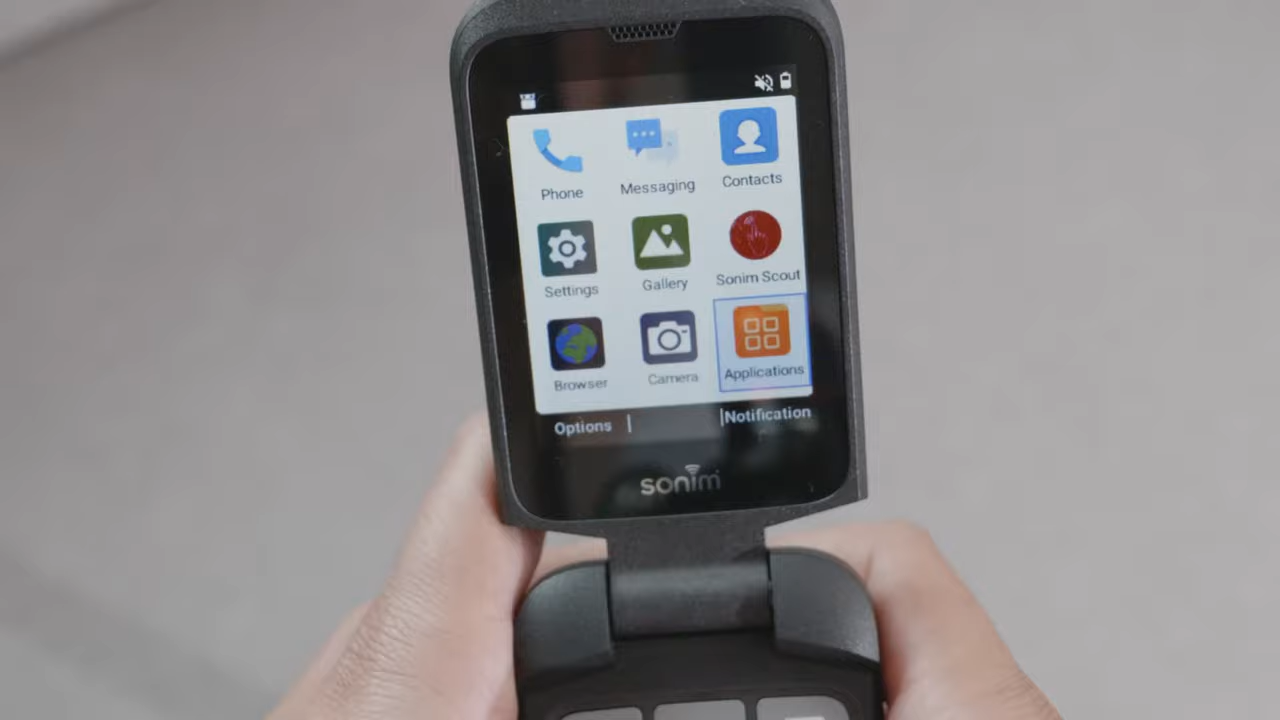 Phone Messaging Contacts
Settings Gallery Sonim Scout
Browser Camera Applications
Options Notification
sonim